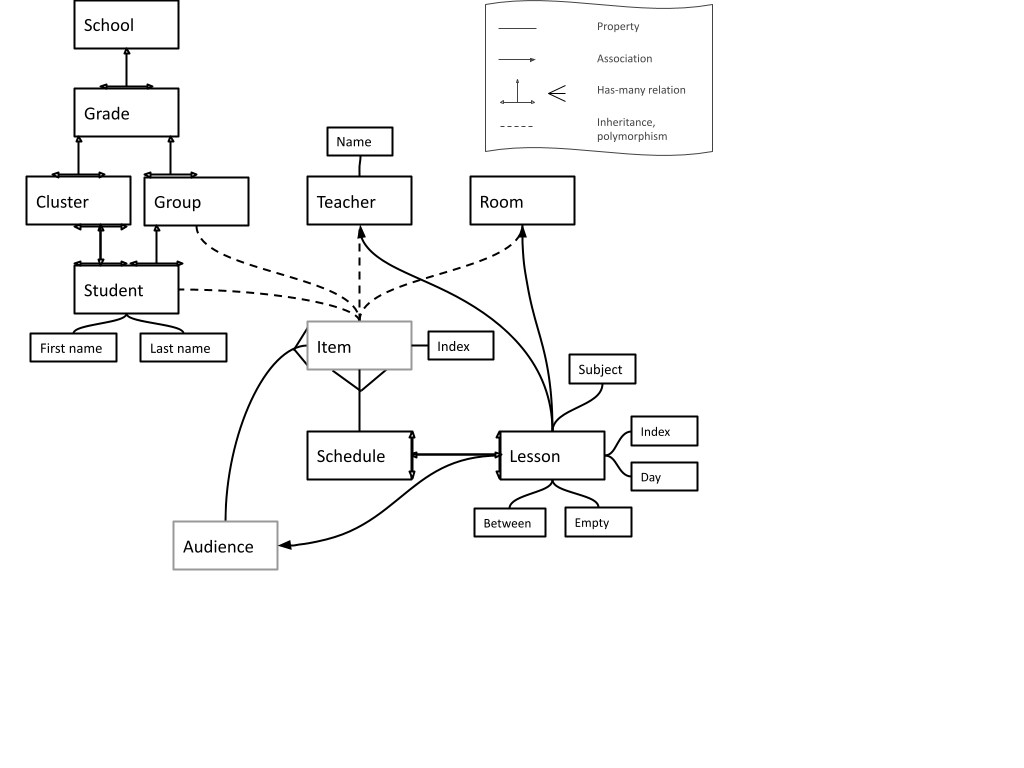 School
Property
Association
Grade
Has-many relation
Inheritance,
polymorphism
Name
Cluster
Group
Teacher
Room
Student
First name
Last name
Item
Index
Subject
Index
Schedule
Lesson
Day
Between
Empty
Audience